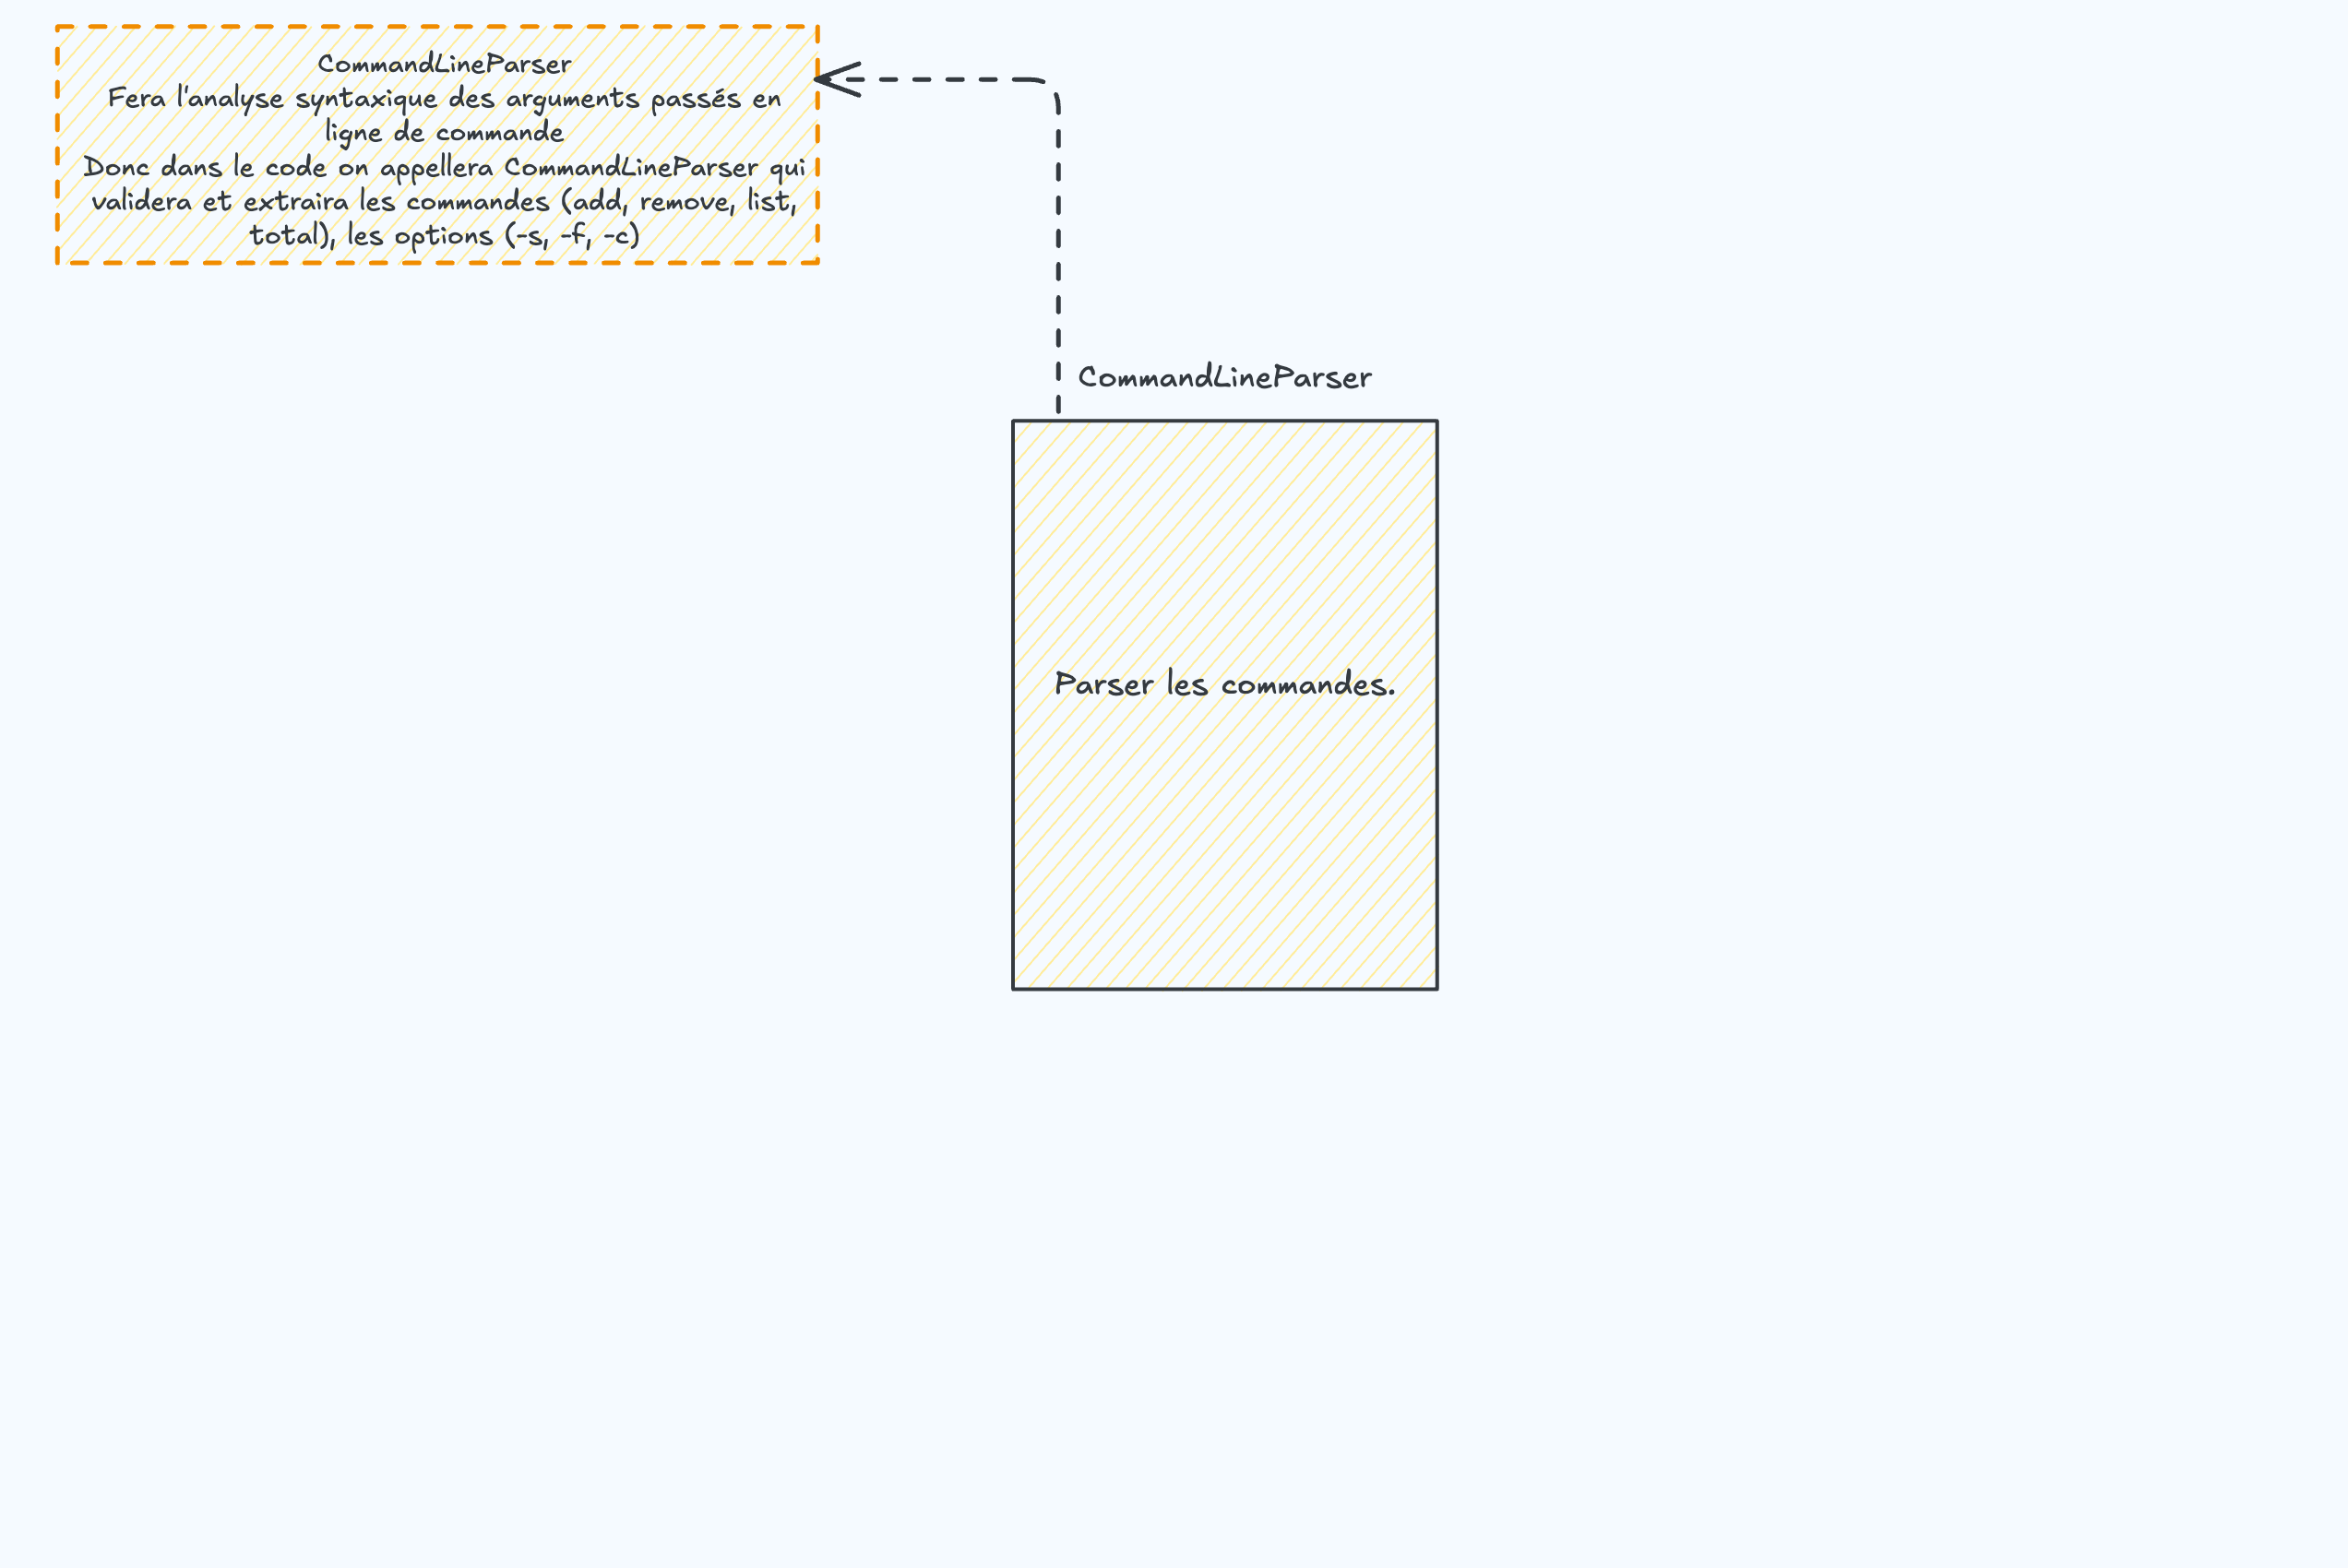 CommandLineParser
Fera l'analyse syntaxique des arguments passés en
ligne de commande
Donc dans le code on appellera CommandLineParser qui
validera et extraira les commandes (add, remove, list,
total), les options (-s, -f, -c)
CommandLineParser
Parser les commandes.